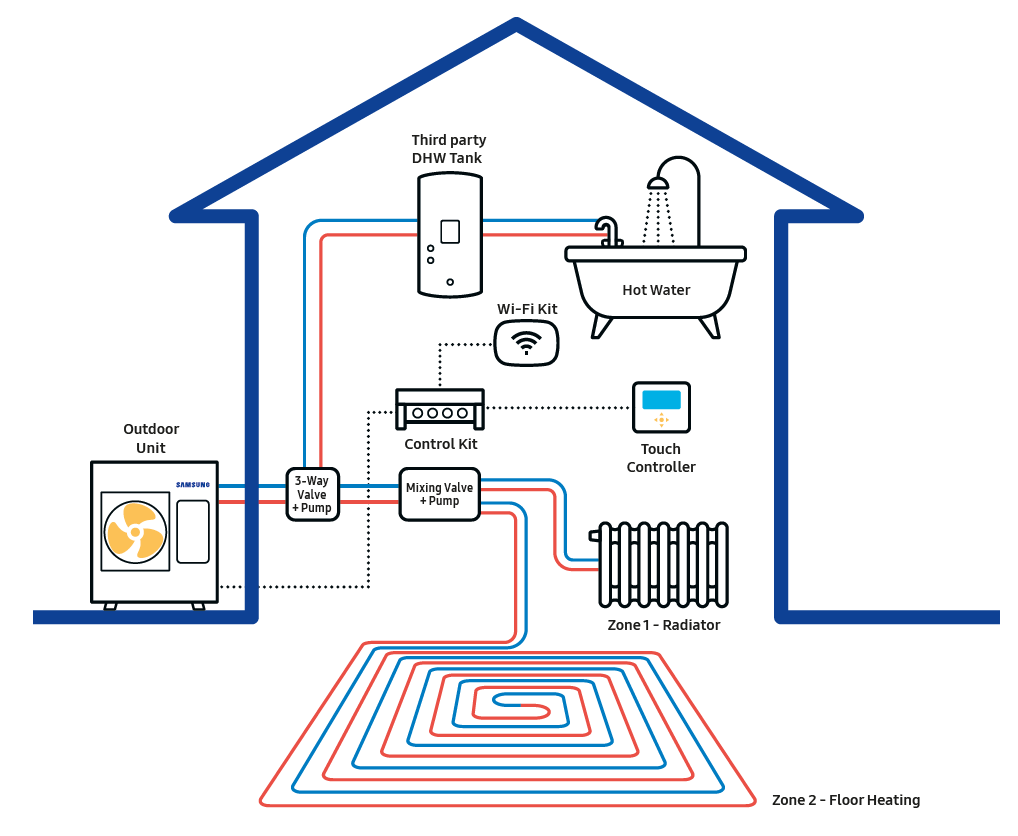 Third party
DHW Tank
Hot Water
Wi-Fi Kit
Control Kit
Touch
Controller
Outdoor
Unit
SAMSUNG
3-Way
Valve
+ Pump
Mixing Valve
+ Pump
Zone 1 - Radiator
Zone 2 - Floor Heating